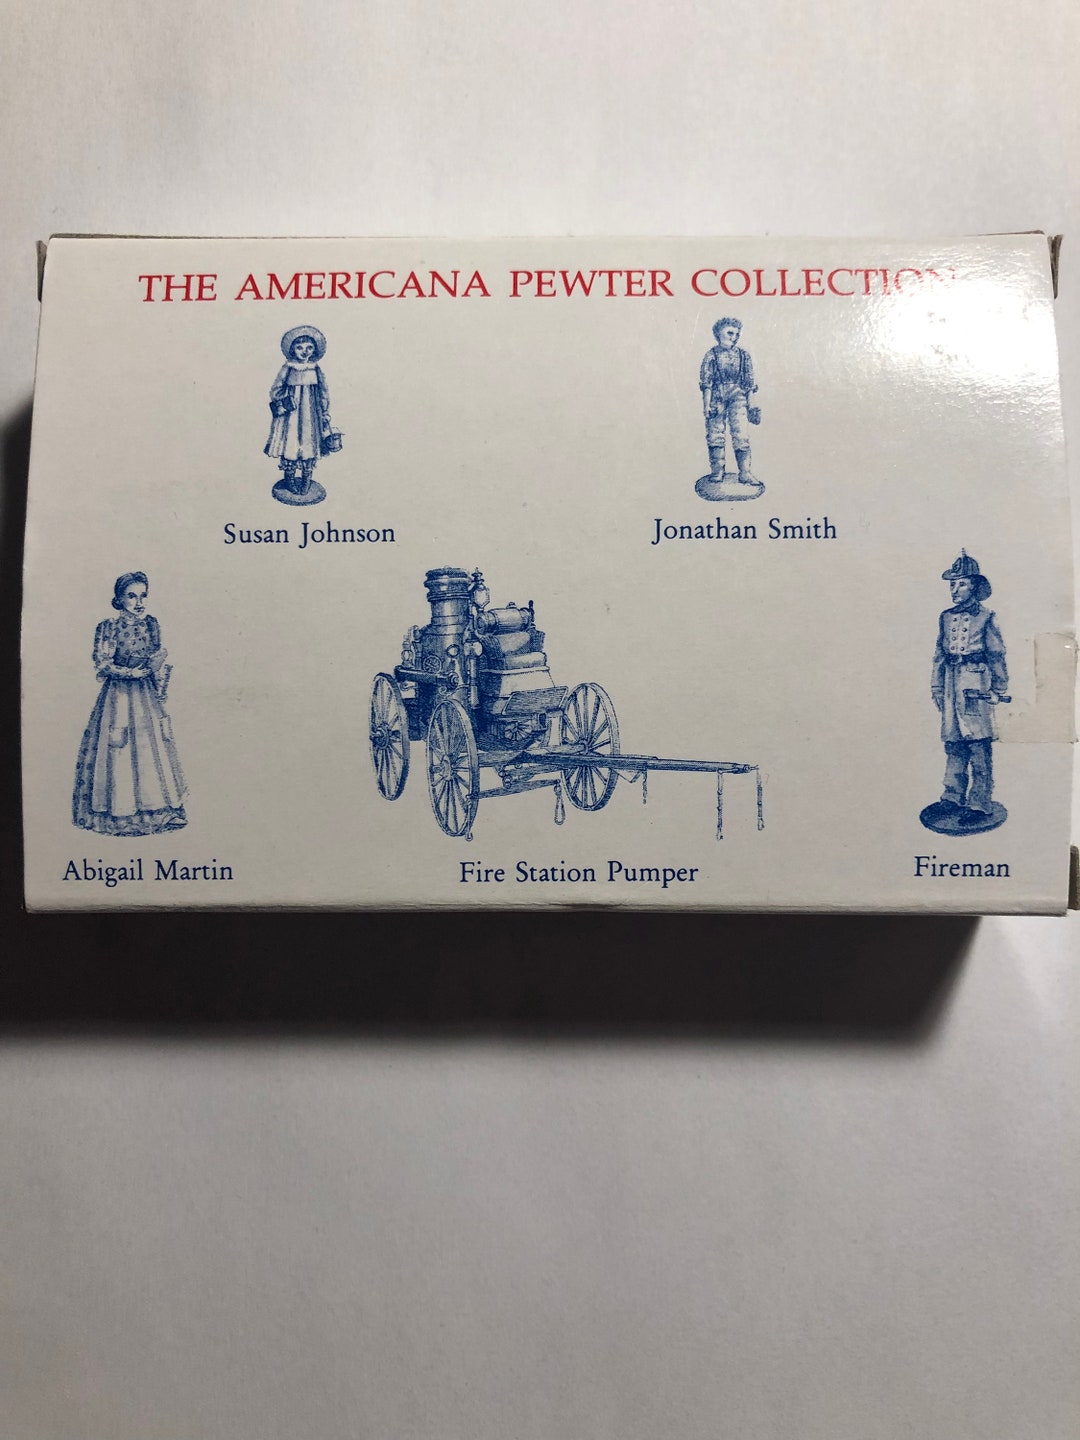 THE AMERICANA PEWTER COLLECTION
Susan Johnson
Jonathan Smith
Abigail Martin
Fire Station Pumper
Fireman